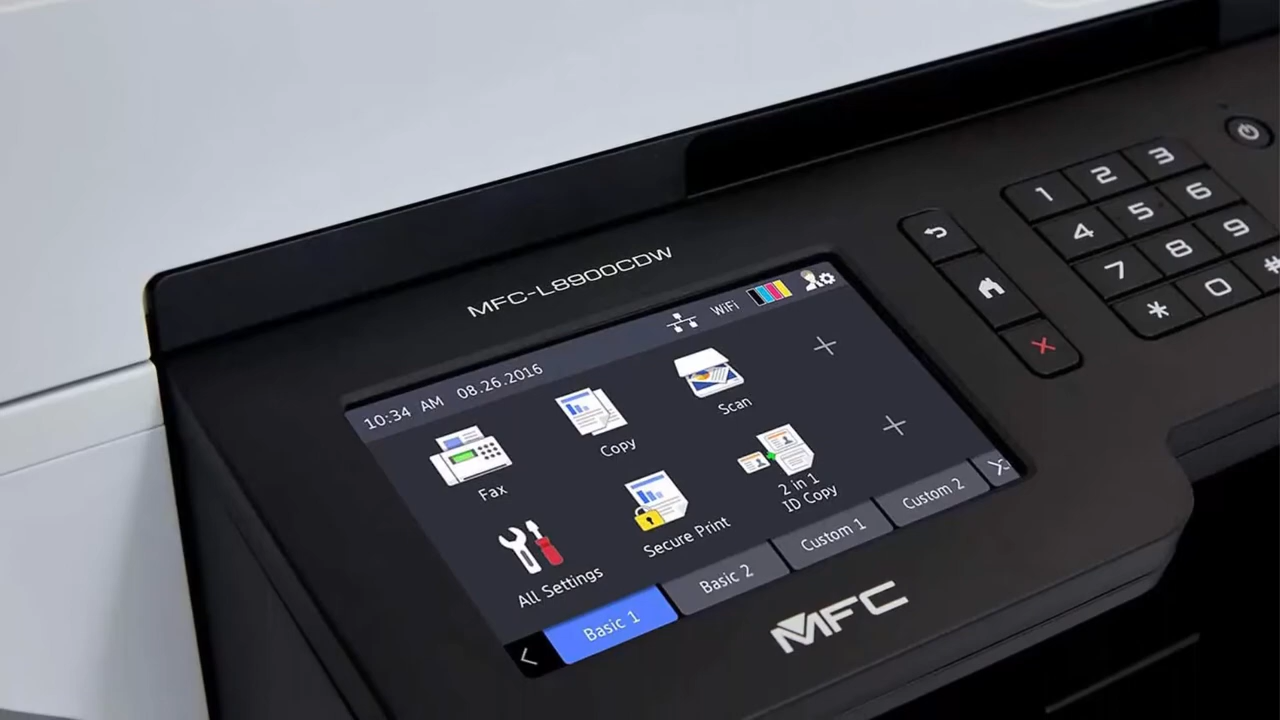 MFC-L8900CDW
10:34 AM 08.26.2016
WiFi
Fax
Copy
Scan
All Settings
Secure Print
2 in 1
ID Copy
Basic 1
Basic 2
Custom 1
Custom 2
MFC
1 2 3
4 5 6
7 8 9
* 0 #